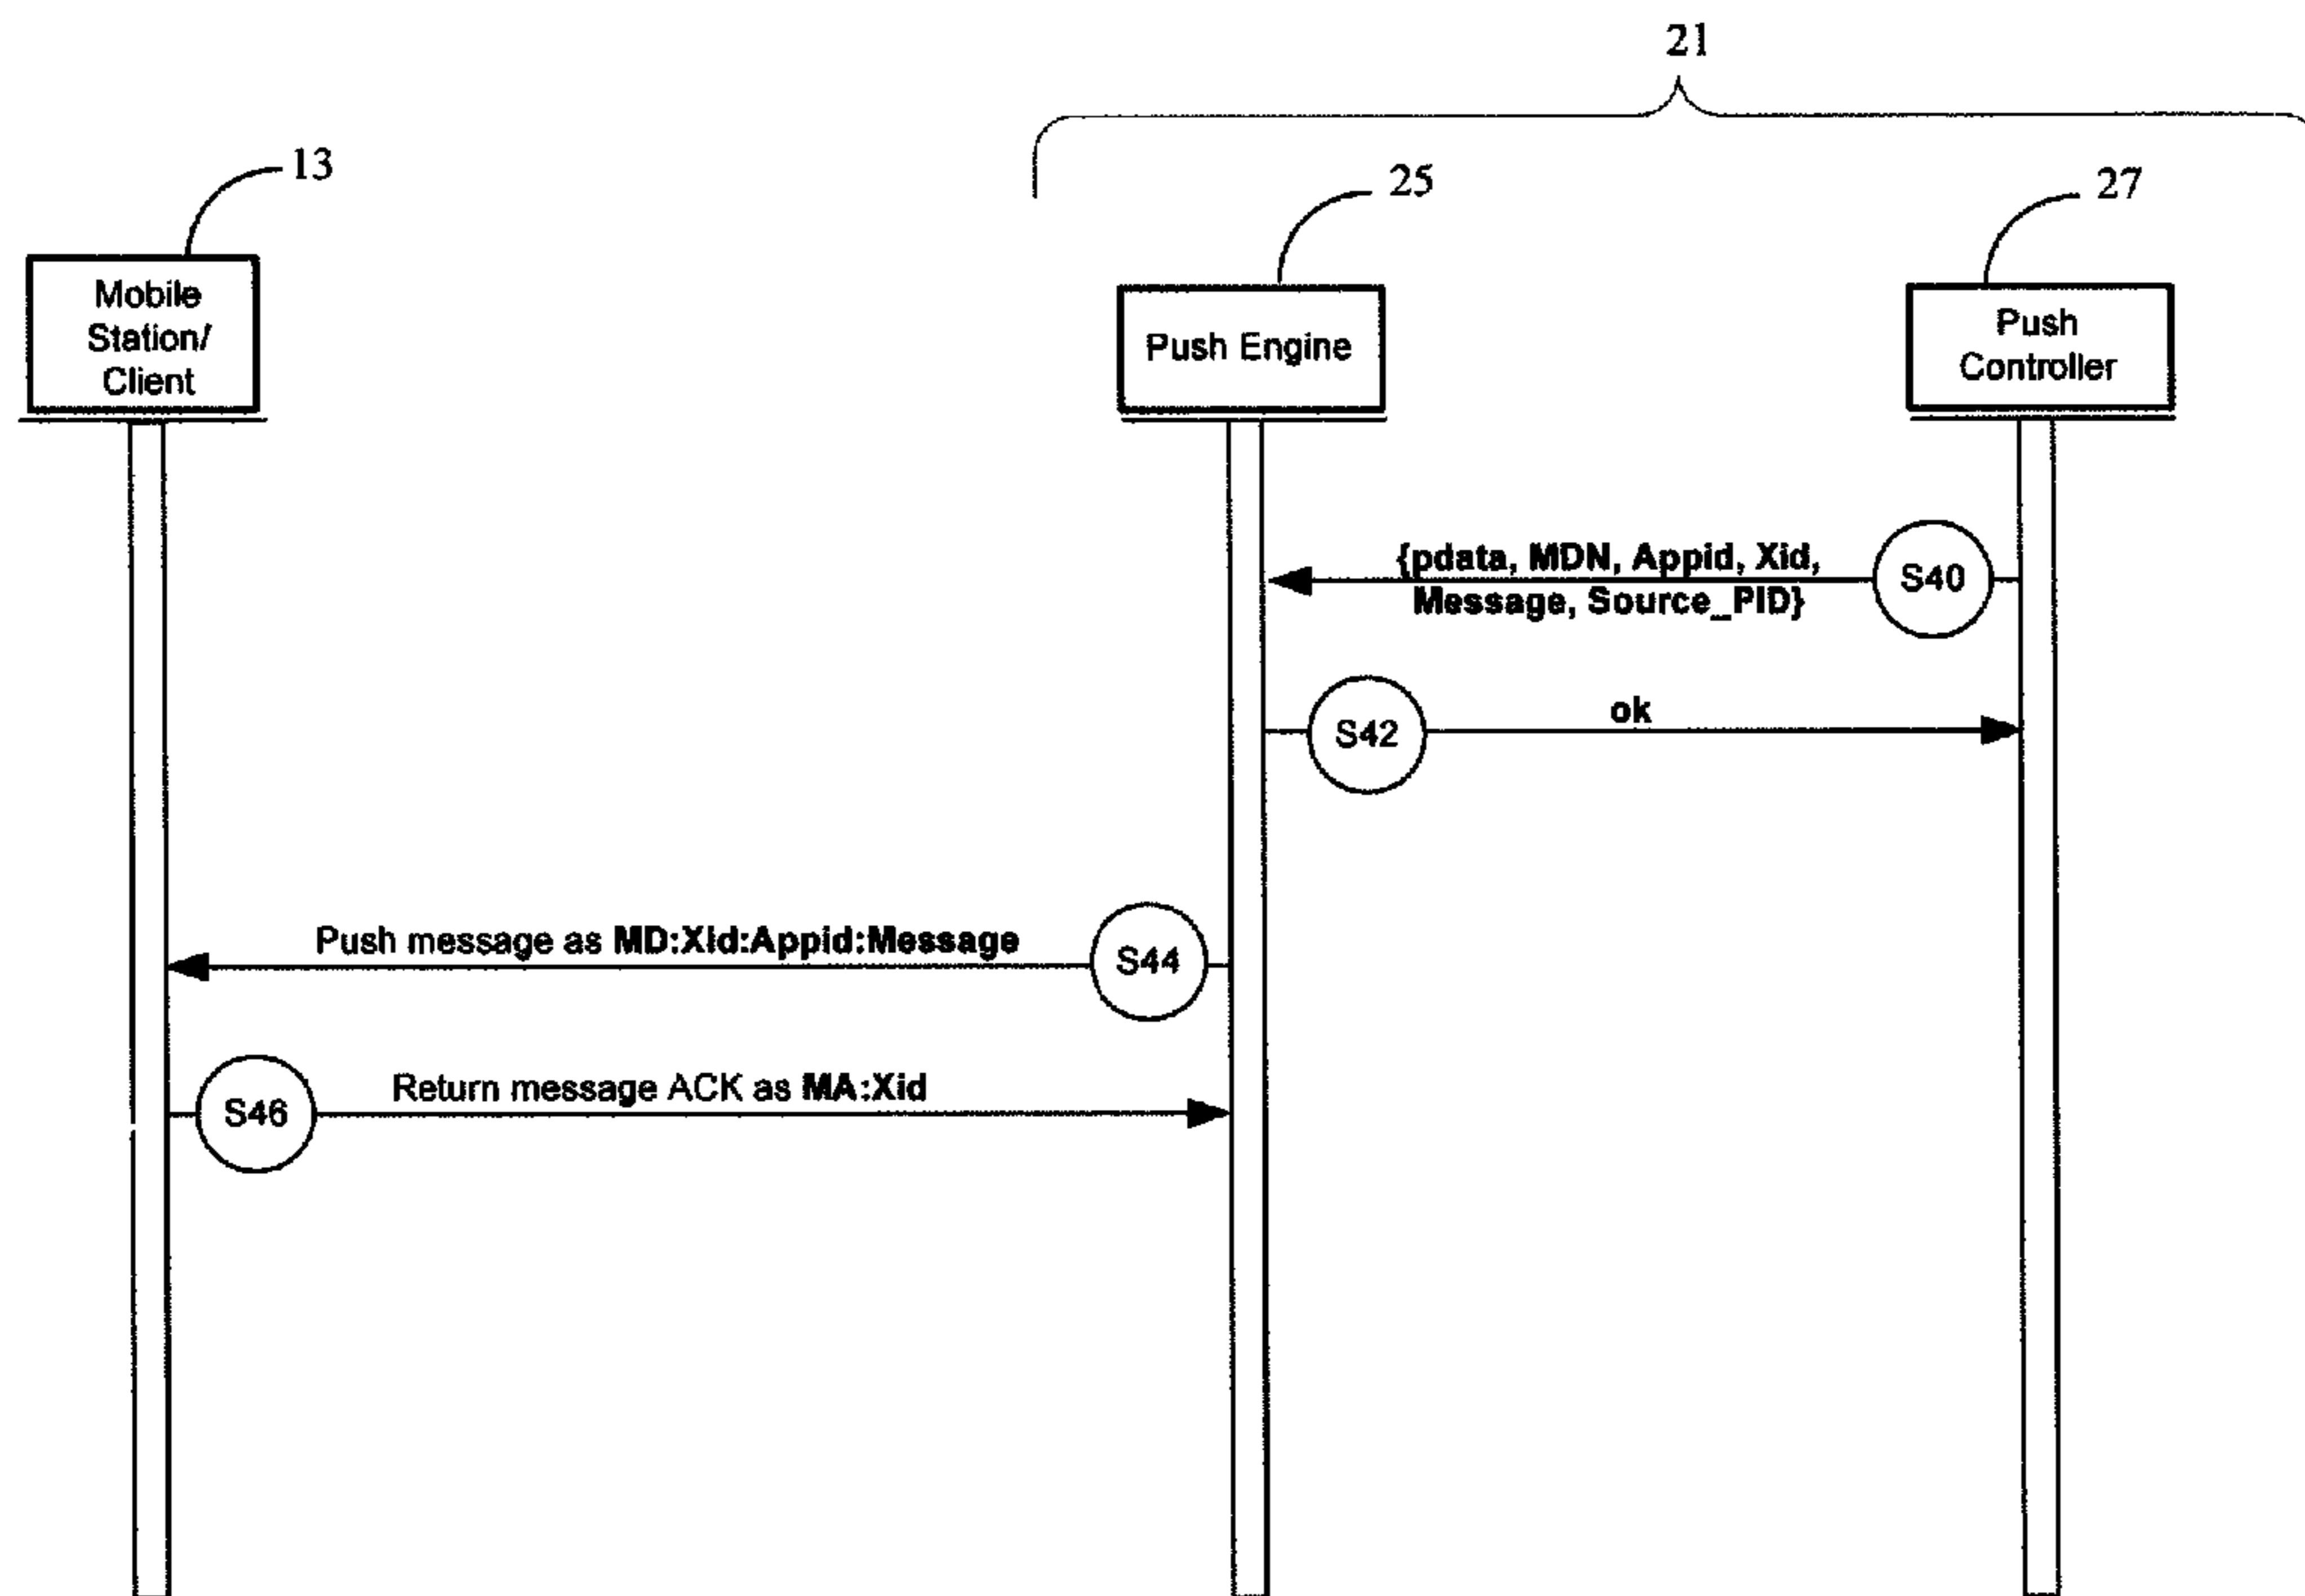 21
13
25
27
Mobile
Station/
Client
Push Engine
Push
Controller
{pdata, MDN, Appid, Xid,
Message, Source_PID}
S40
S42
ok
Push message as MD:Xid:Appid:Message
S44
S46
Return message ACK as MA:Xid